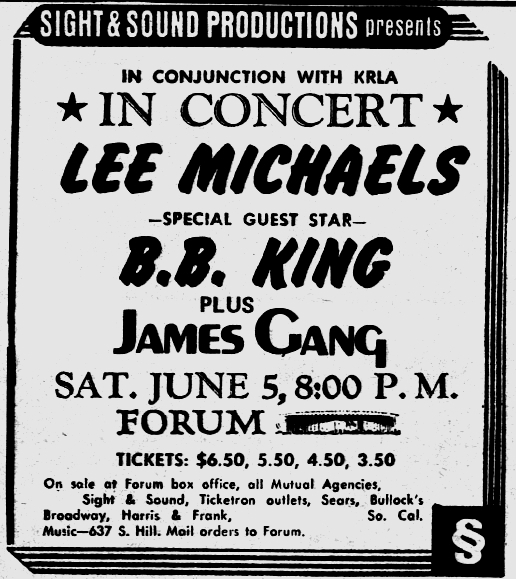 SIGHT & SOUND PRODUCTIONS presents
IN CONJUNCTION WITH KRLA
★ IN CONCERT ★
LEE MICHAELS
—SPECIAL GUEST STAR—
B.B. KING
PLUS
JAMES GANG
SAT. JUNE 5, 8:00 P. M.
FORUM
TICKETS: $6.50, 5.50, 4.50, 3.50
On sale at Forum box office, all Mutual Agencies,
Sight & Sound, Ticketron outlets, Sears, Bullock's
Broadway, Harris & Frank, So. Cal.
Music—637 S. Hill. Mail orders to Forum.
§